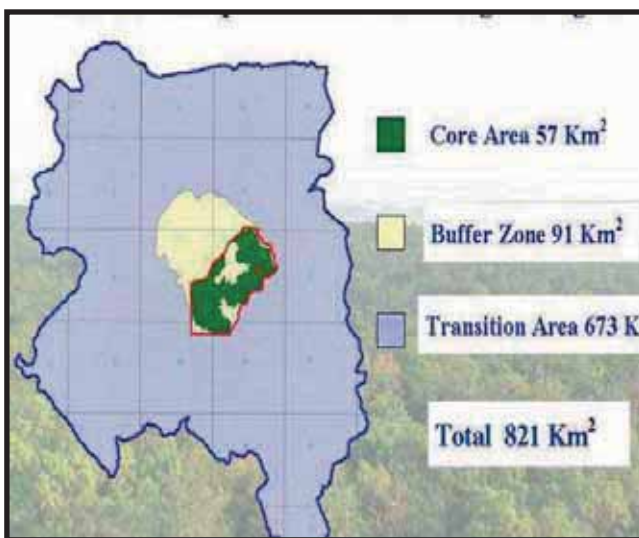 Core Area 57 Km²
Buffer Zone 91 Km²
Transition Area 673 K
Total 821 Km²